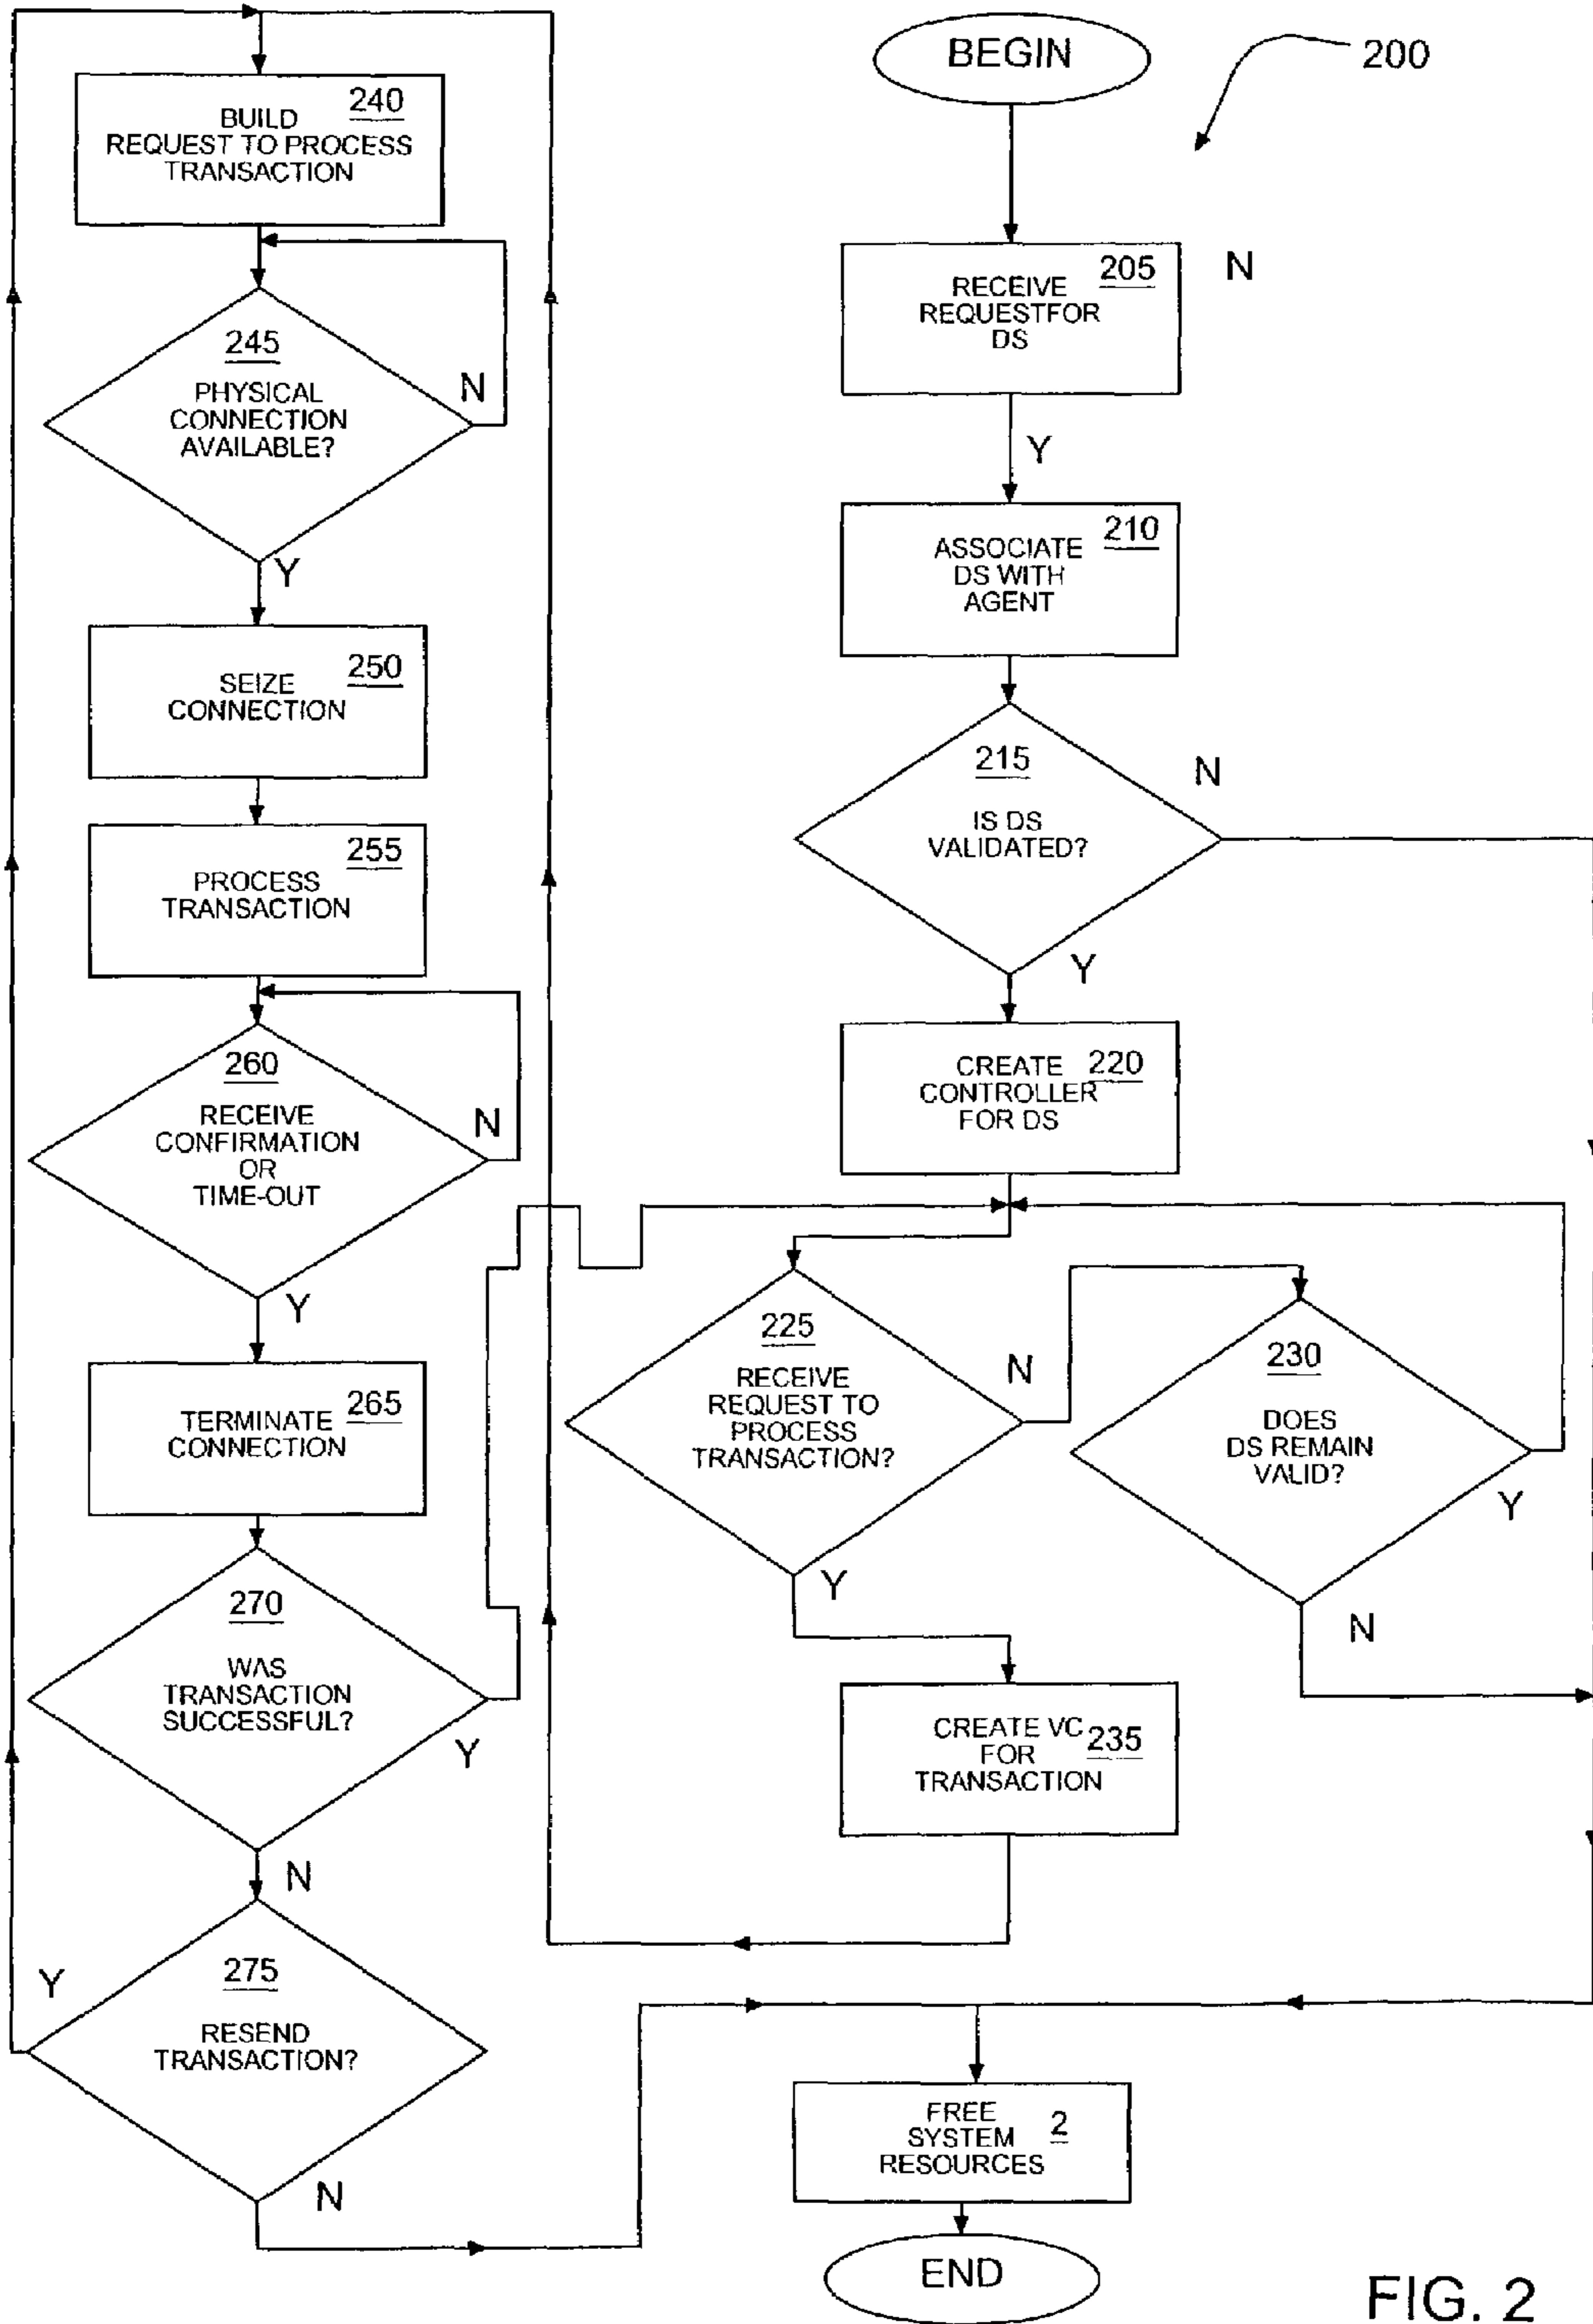 BEGIN
200
205
N
RECEIVE
REQUESTFOR
DS
Y
210
ASSOCIATE
DS WITH
AGENT
215
N
IS DS
VALIDATED?
Y
CREATE 220
CONTROLLER
FOR DS
225
RECEIVE
REQUEST TO
PROCESS
TRANSACTION?
N
Y
230
DOES
DS REMAIN
VALID?
Y
N
CREATE VC 235
FOR
TRANSACTION
240
BUILD
REQUEST TO PROCESS
TRANSACTION
245
PHYSICAL
CONNECTION
AVAILABLE?
N
Y
250
SEIZE
CONNECTION
255
PROCESS
TRANSACTION
260
RECEIVE
CONFIRMATION
OR
TIME-OUT
N
Y
265
TERMINATE
CONNECTION
270
WAS
TRANSACTION
SUCCESSFUL?
Y
N
275
Y
RESEND
TRANSACTION?
N
FREE
SYSTEM 2
RESOURCES
END
FIG. 2